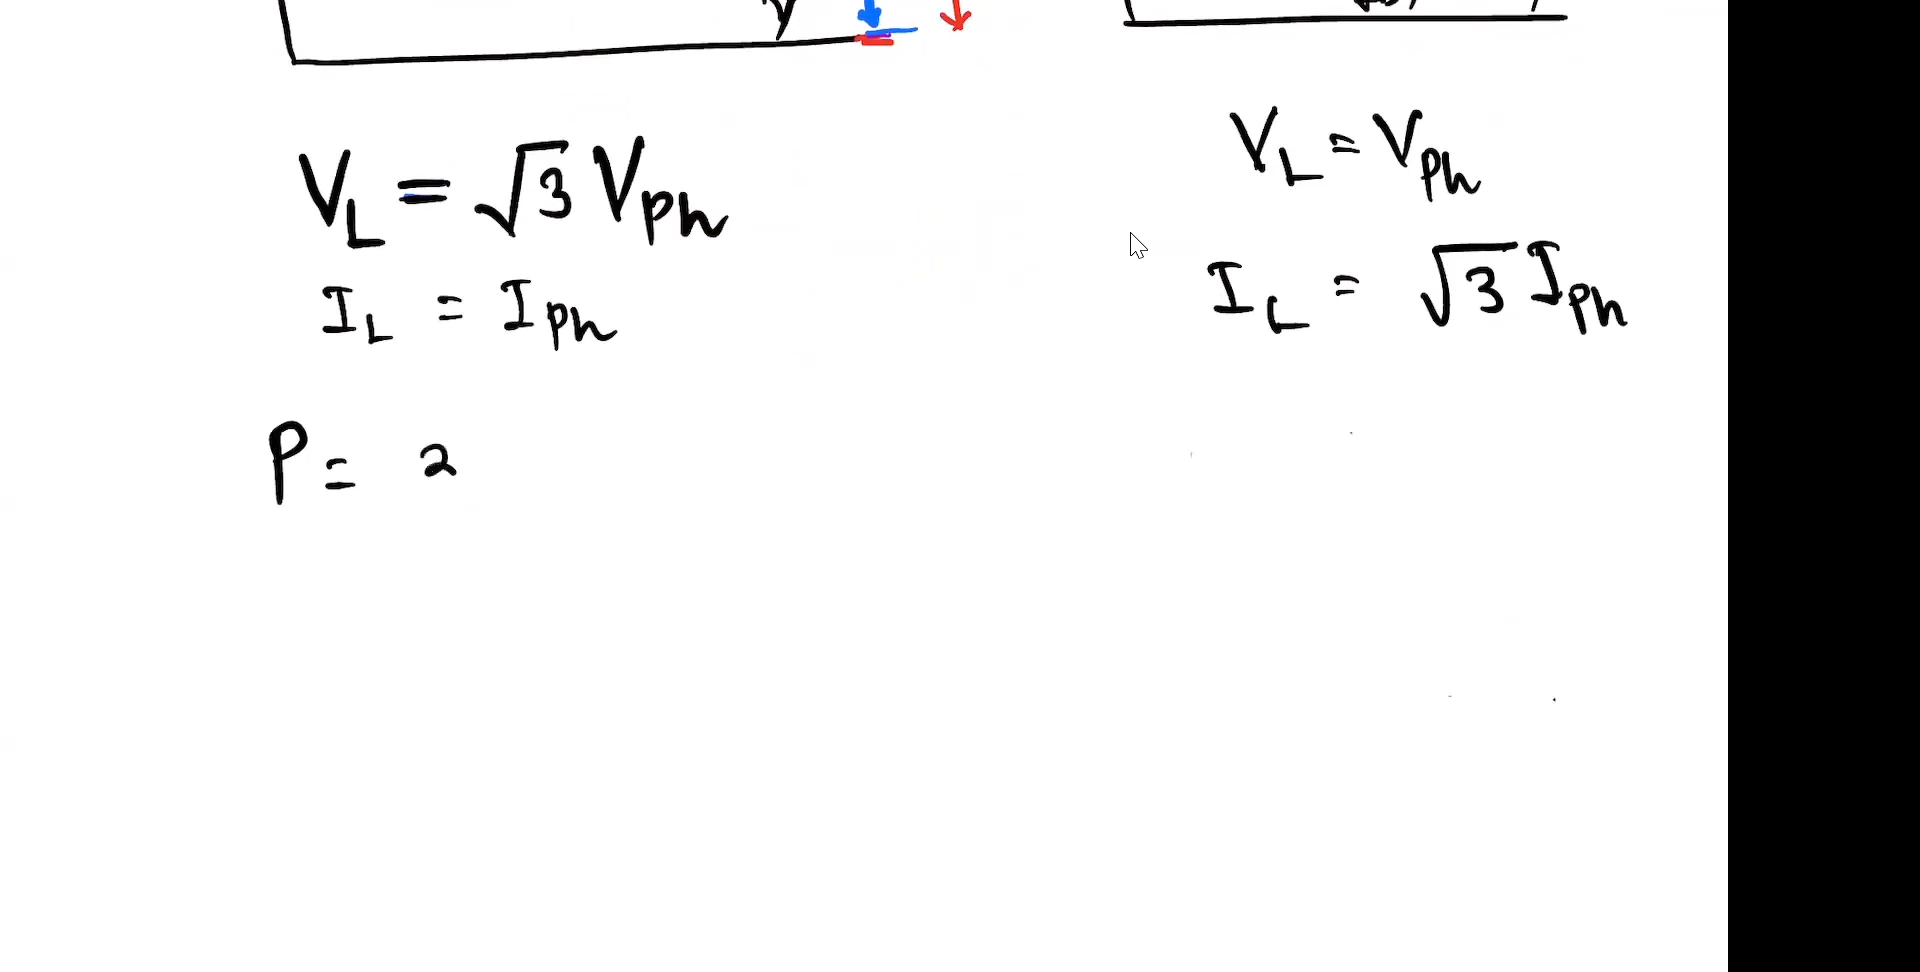 V_L = √3 V_Ph
I_L = I_Ph
P = 2
V_L = V_Ph
I_L = √3 I_Ph